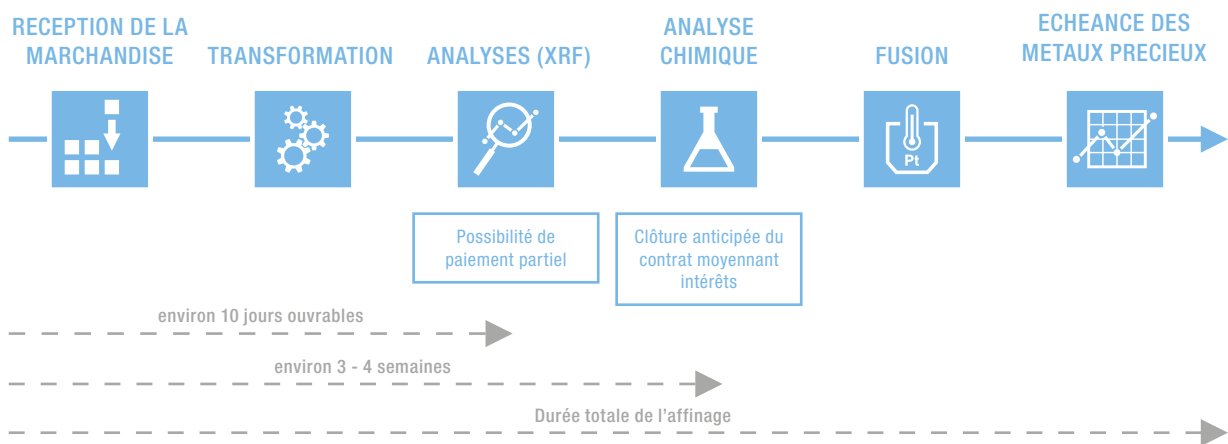 RECEPTION DE LA
MARCHANDISE
TRANSFORMATION
ANALYSES (XRF)
ANALYSE
CHIMIQUE
FUSION
ECHEANCE DES
METAUX PRECIEUX
Pt
Possibilité de
paiement partiel
Clôture anticipée du
contrat moyennant
intérêts
environ 10 jours ouvrables
environ 3 - 4 semaines
Durée totale de l’affinage